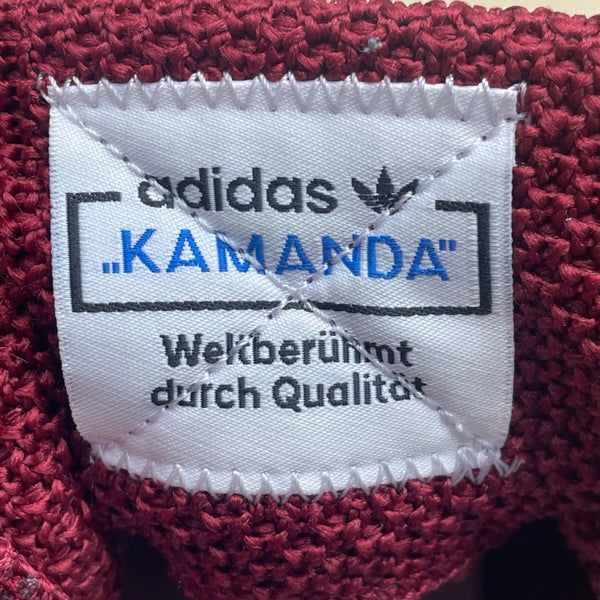 adidas
„KAMANDA"
Weltberühmt
durch Qualität